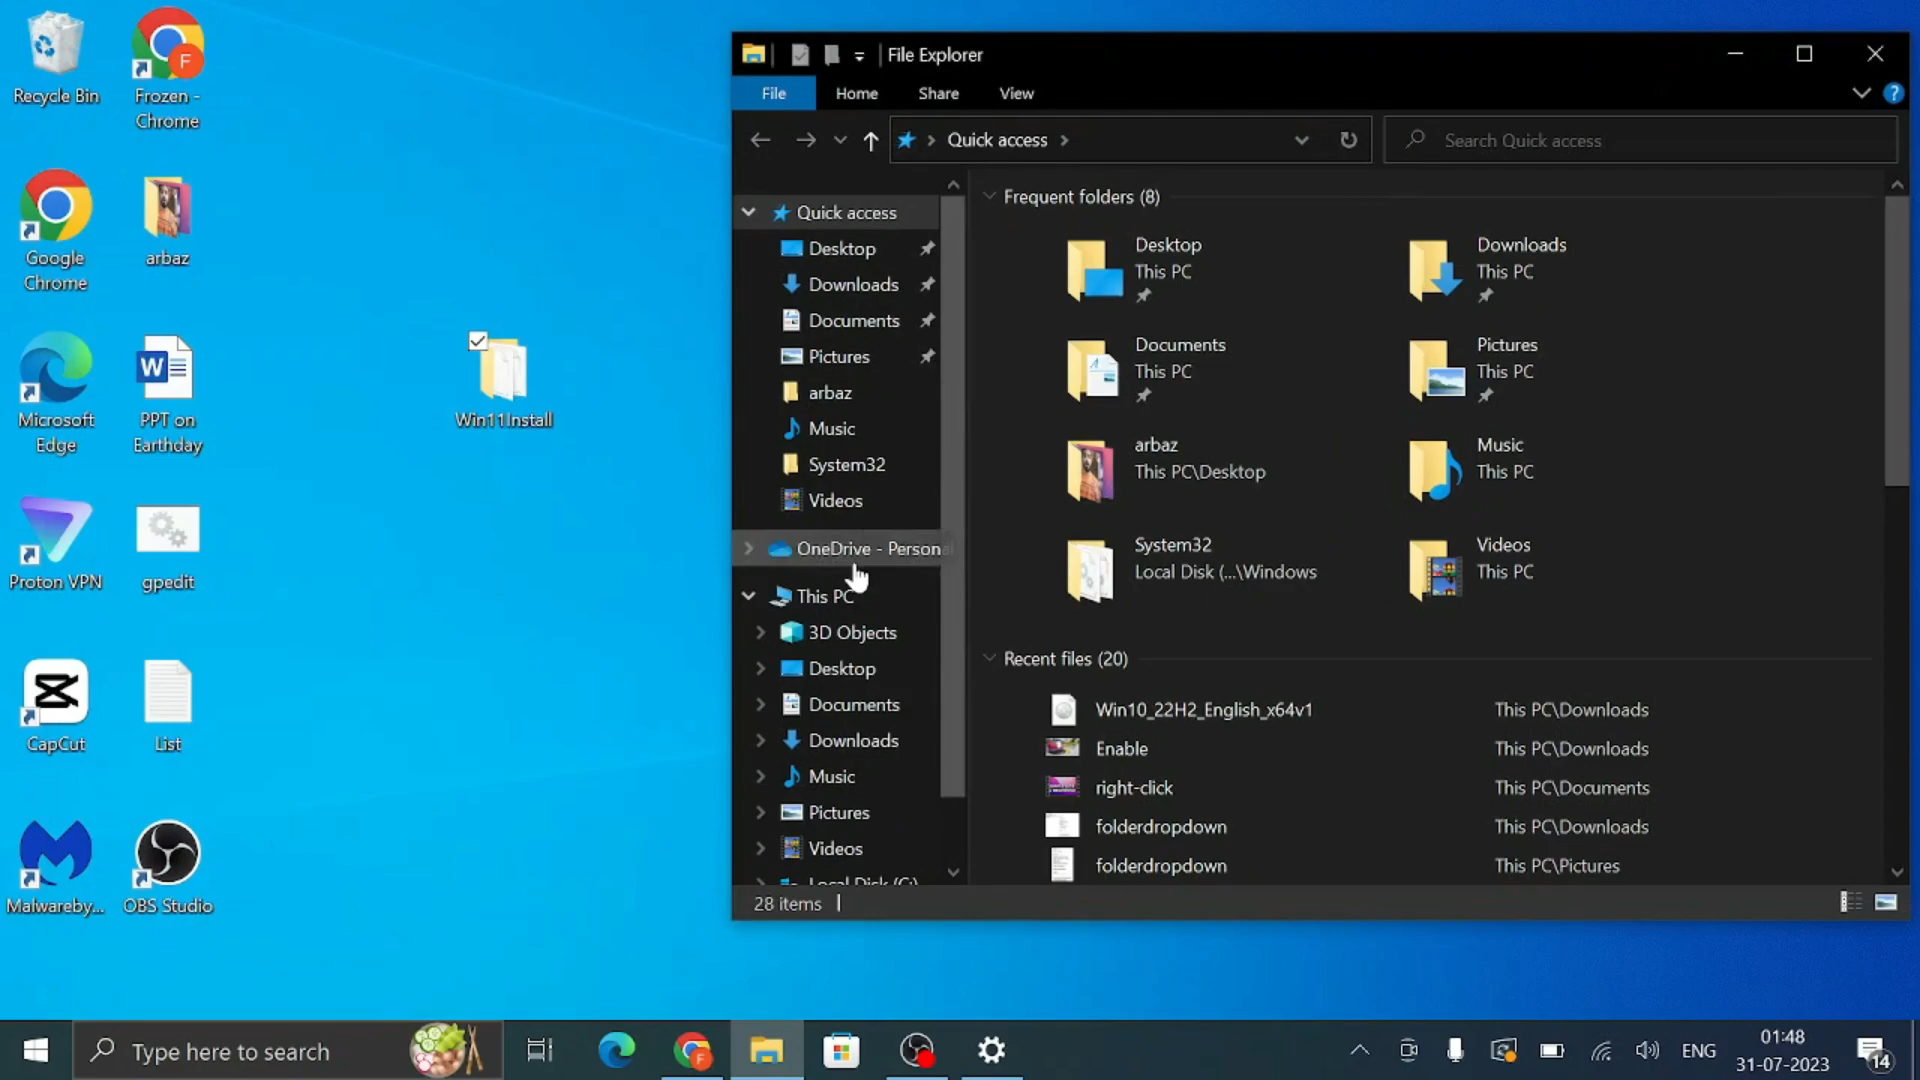 Recycle Bin
Frozen -
Chrome
F
Google
Chrome
arbaz
Microsoft
Edge
W
PPT on
Earthday
Proton VPN
gpedit
CapCut
List
Malwareby...
OBS Studio
Win11Install
File Explorer
File
Home
Share
View
?
Quick access
Search Quick access
Quick access
Desktop
Downloads
Documents
Pictures
arbaz
Music
System32
Videos
OneDrive - Persona
This PC
3D Objects
Desktop
Documents
Downloads
Music
Pictures
Videos
Local Disk (C:)
Frequent folders (8)
Desktop
This PC
Downloads
This PC
Documents
This PC
Pictures
This PC
arbaz
This PC\Desktop
Music
This PC
System32
Local Disk (...\Windows
Videos
This PC
Recent files (20)
Win10_22H2_English_x64v1
This PC\Downloads
Enable
This PC\Downloads
right-click
This PC\Documents
folderdropdown
This PC\Downloads
folderdropdown
This PC\Pictures
28 items
Type here to search
F
ENG
01:48
31-07-2023
14